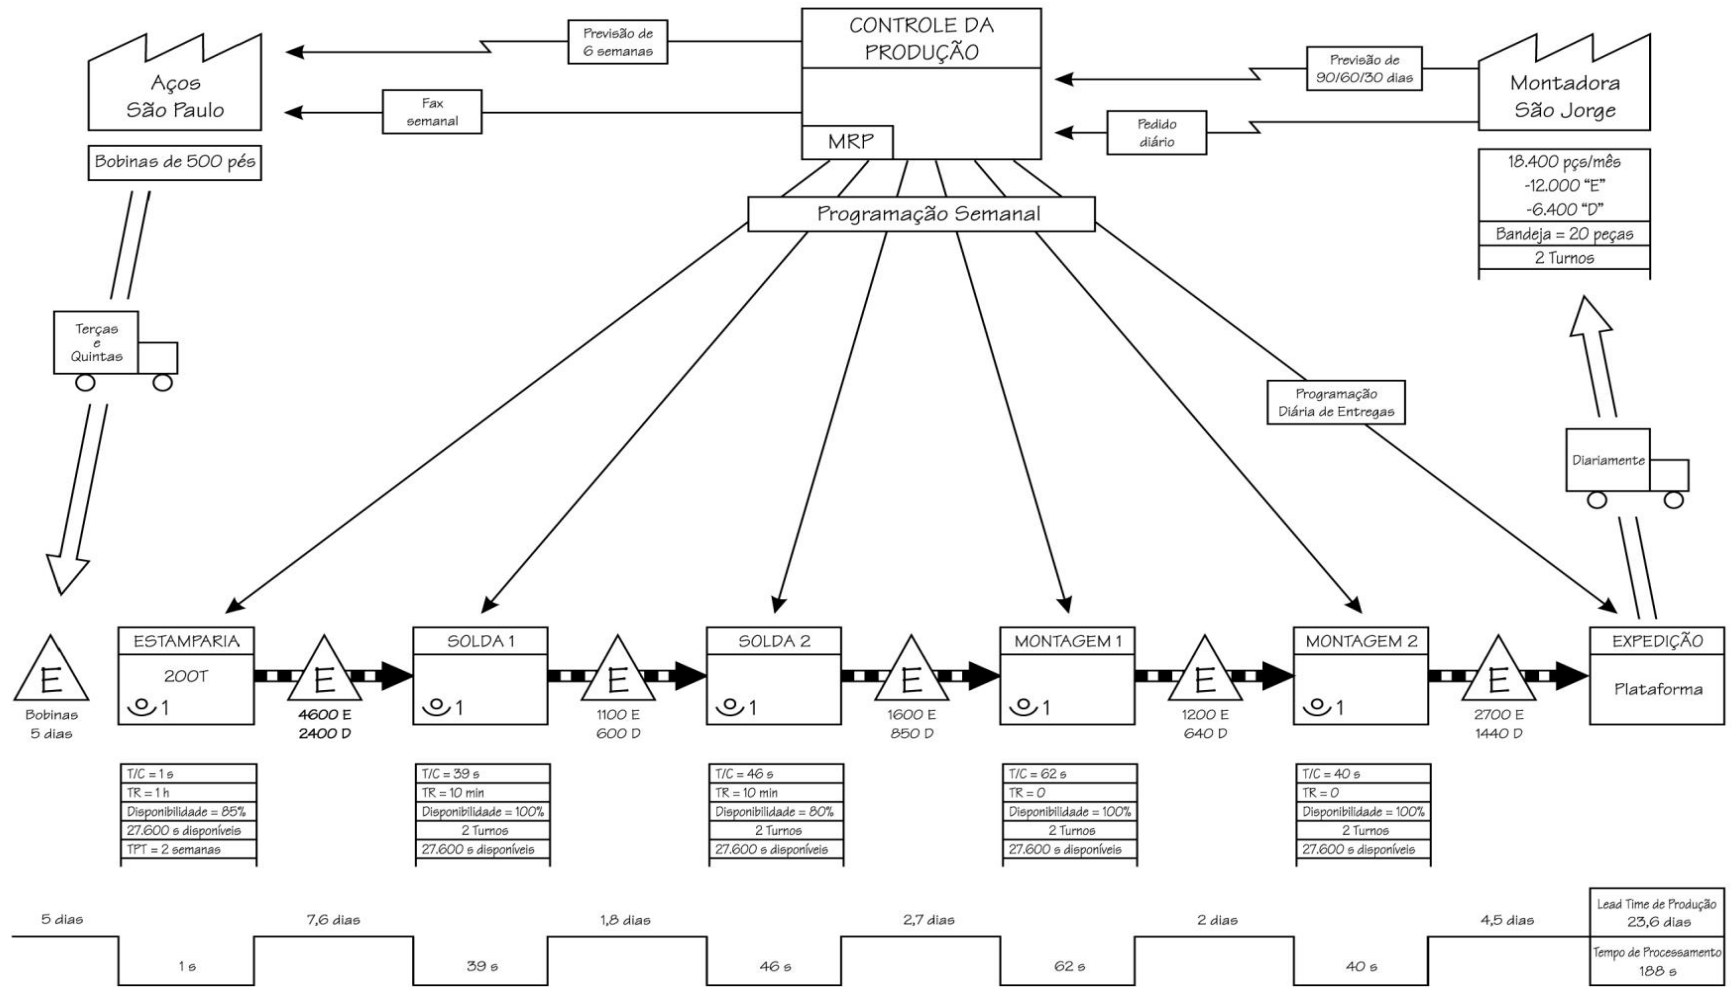 Aços
São Paulo
Bobinas de 500 pés
Previsão de
6 semanas
Fax
semanal
CONTROLE DA
PRODUÇÃO
MRP
Previsão de
90/60/30 dias
Pedido
diário
Montadora
São Jorge
18.400 pçs/mês
-12.000 “E”
-6.400 “D”
Bandeja = 20 peças
2 Turnos
Programação Semanal
Terças
e
Quintas
Programação
Diária de Entregas
Diariamente
E
Bobinas
5 dias
ESTAMPARIA
200T
1
E
4600 E
2400 D
SOLDA 1
1
E
1100 E
600 D
SOLDA 2
1
E
1600 E
850 D
MONTAGEM 1
1
E
1200 E
640 D
MONTAGEM 2
1
E
2700 E
1440 D
EXPEDIÇÃO
Plataforma
T/C = 1 s
TR = 1 h
Disponibilidade = 85%
27.600 s disponíveis
TPT = 2 semanas
T/C = 39 s
TR = 10 min
Disponibilidade = 100%
2 Turnos
27.600 s disponíveis
T/C = 46 s
TR = 10 min
Disponibilidade = 80%
2 Turnos
27.600 s disponíveis
T/C = 62 s
TR = 0
Disponibilidade = 100%
2 Turnos
27.600 s disponíveis
T/C = 40 s
TR = 0
Disponibilidade = 100%
2 Turnos
27.600 s disponíveis
5 dias
1 s
7,6 dias
39 s
1,8 dias
46 s
2,7 dias
62 s
2 dias
40 s
4,5 dias
Lead Time de Produção
23,6 dias
Tempo de Processamento
188 s